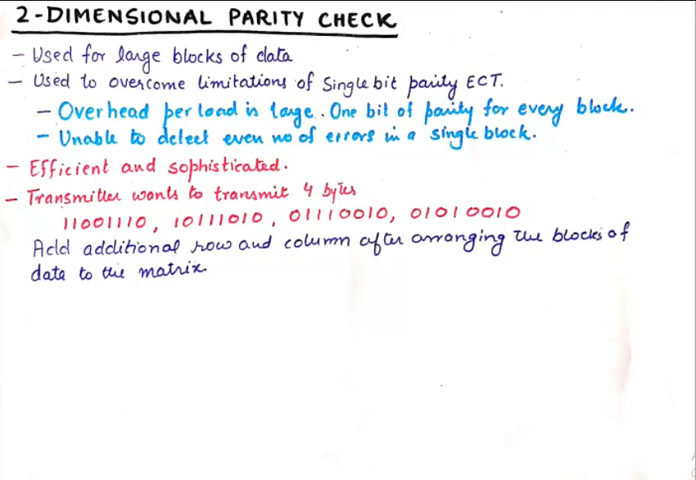 2-DIMENSIONAL PARITY CHECK
- Used for large blocks of data
- Used to overcome limitations of Single bit parity ECT.
- Overhead per load is large. One bit of parity for every block.
- Unable to detect even no of errors in a single block.
- Efficient and sophisticated.
- Transmitter wants to transmit 4 bytes
11001110, 10111010, 01110010, 01010010
Add additional row and column after arranging the blocks of
data to the matrix